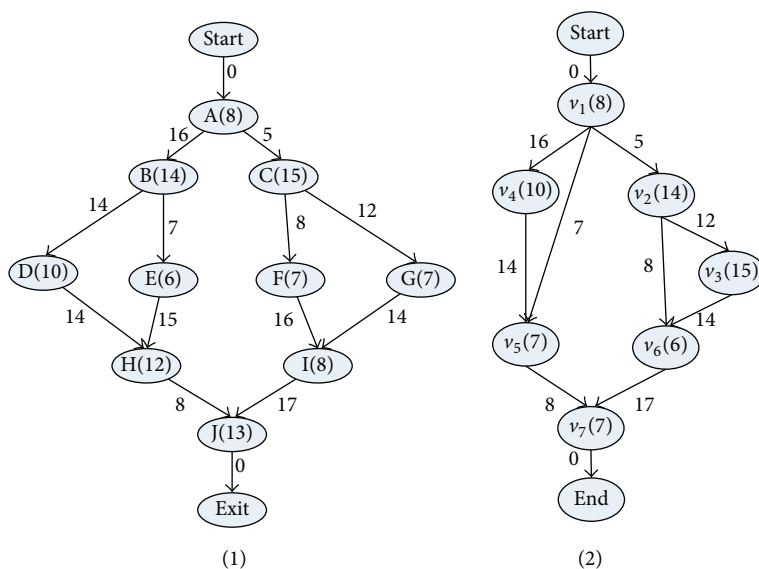 Start
0
A(8)
16
5
B(14)
C(15)
14
7
8
12
D(10)
E(6)
F(7)
G(7)
14
15
16
14
H(12)
I(8)
8
17
J(13)
0
Exit
(1)
Start
0
v1(8)
16
5
v4(10)
v2(14)
7
12
14
8
v3(15)
14
v5(7)
v6(6)
8
17
v7(7)
0
End
(2)